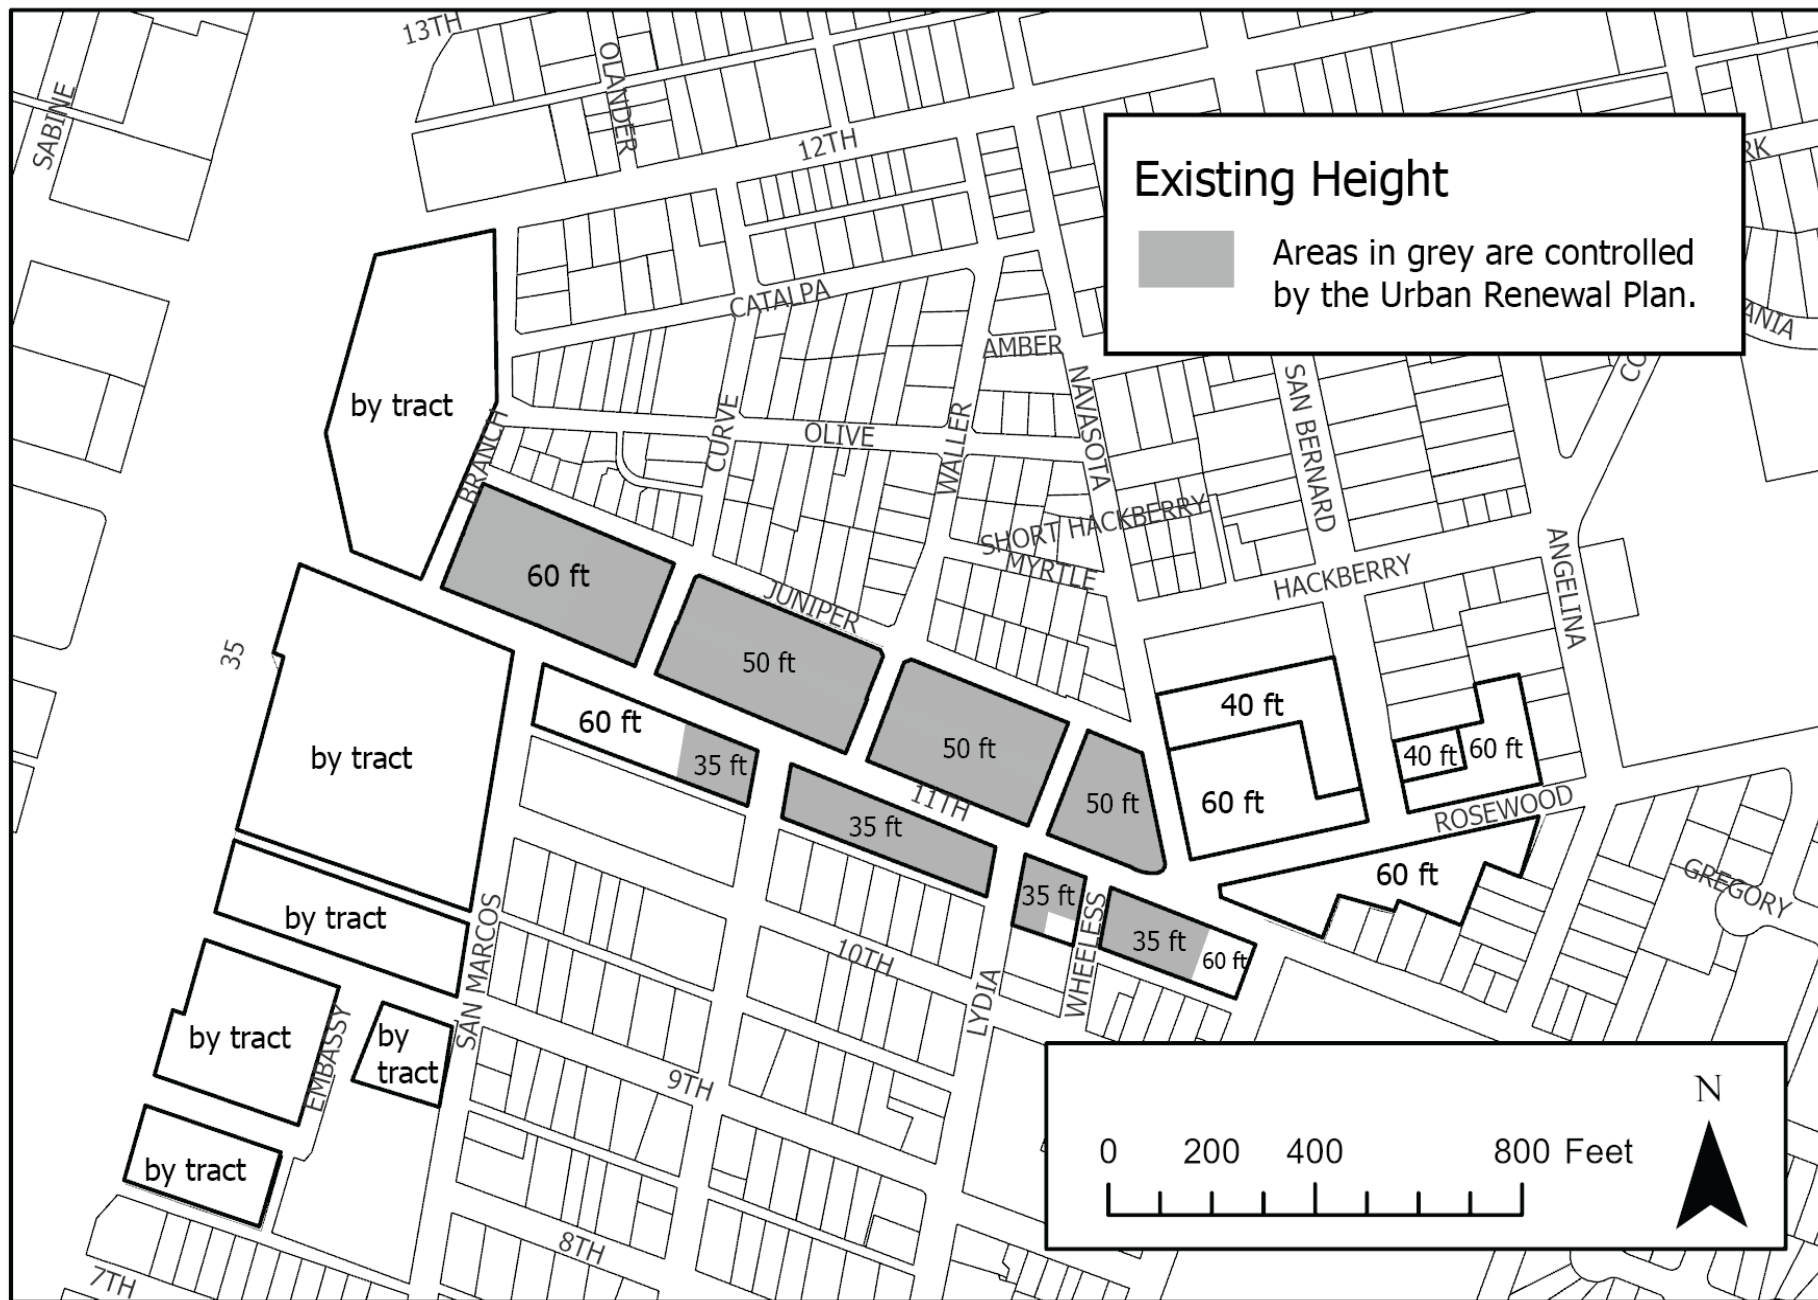 13TH
OLANDER
SABINE
12TH
RK
Existing Height
Areas in grey are controlled
by the Urban Renewal Plan.
CATALPA
ANIA
AMBER
CO
by tract
BRANCH
CURVE
OLIVE
WALLER
NAVASOTA
SAN BERNARD
SHORT HACKBERRY
MYRTLE
HACKBERRY
ANGELINA
60 ft
JUNIPER
35
50 ft
40 ft
60 ft
35 ft
by tract
50 ft
40 ft
60 ft
11TH
50 ft
60 ft
ROSEWOOD
35 ft
60 ft
GREGORY
by tract
SAN MARCOS
35 ft
WHEELESS
35 ft
60 ft
10TH
LYDIA
by tract
EMBASSY
by
tract
9TH
N
0 200 400 800 Feet
by tract
8TH
7TH